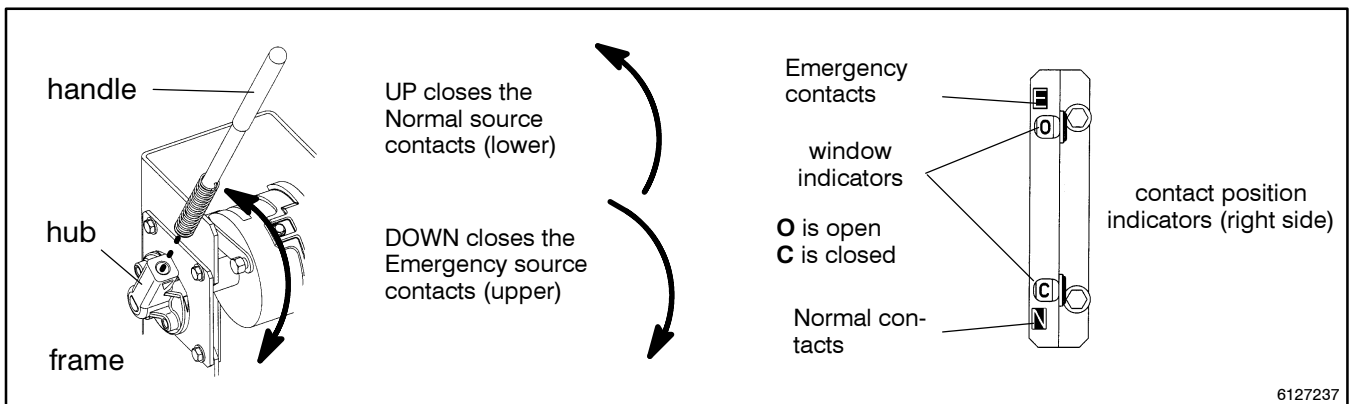 handle
hub
frame
UP closes the
Normal source
contacts (lower)
DOWN closes the
Emergency source
contacts (upper)
Emergency
contacts
E
O
window
indicators
O is open
C is closed
C
N
Normal con-
tacts
contact position
indicators (right side)
6127237